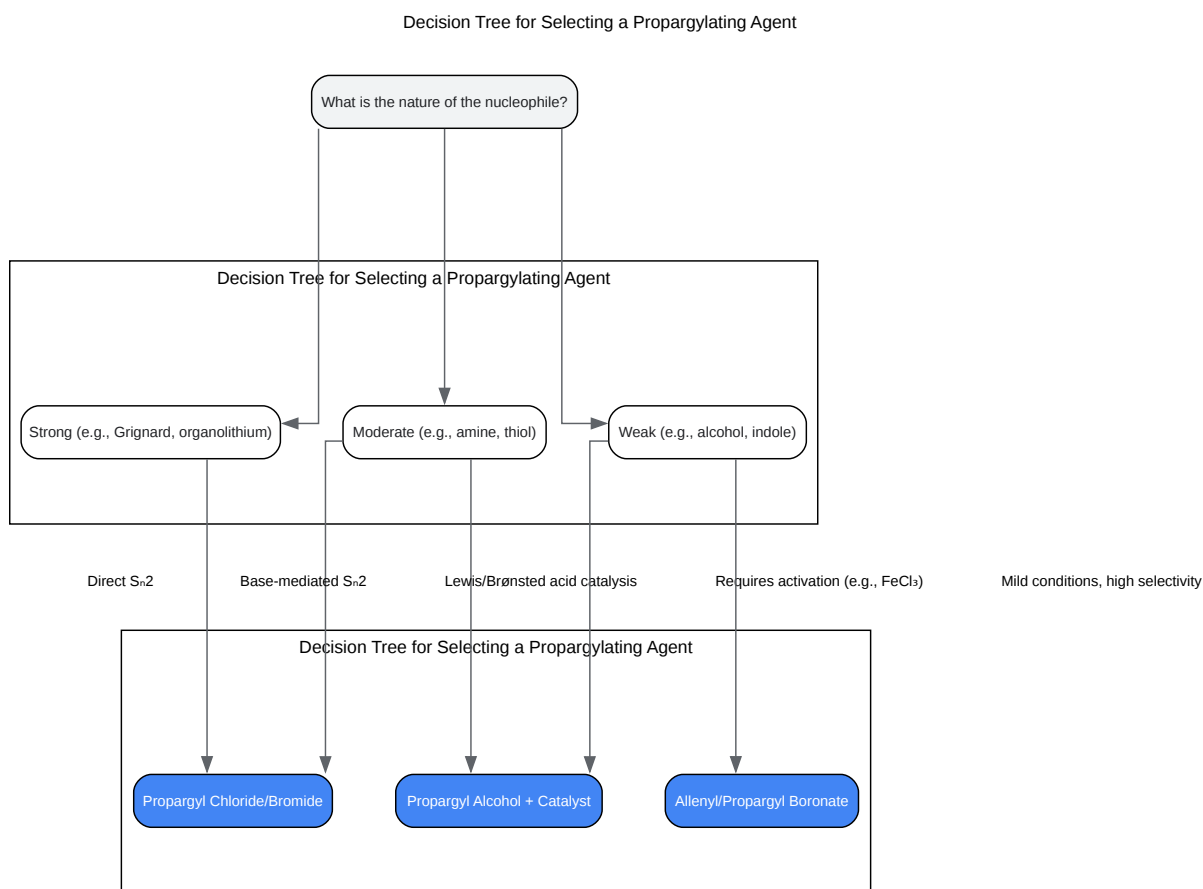 Decision Tree for Selecting a Propargylating Agent
What is the nature of the nucleophile?
Decision Tree for Selecting a Propargylating Agent
Strong (e.g., Grignard, organolithium)
Moderate (e.g., amine, thiol)
Weak (e.g., alcohol, indole)
Direct Sₙ2
Base-mediated Sₙ2
Lewis/Brønsted acid catalysis
Requires activation (e.g., FeCl₃)
Mild conditions, high selectivity
Decision Tree for Selecting a Propargylating Agent
Propargyl Chloride/Bromide
Propargyl Alcohol + Catalyst
Allenyl/Propargyl Boronate